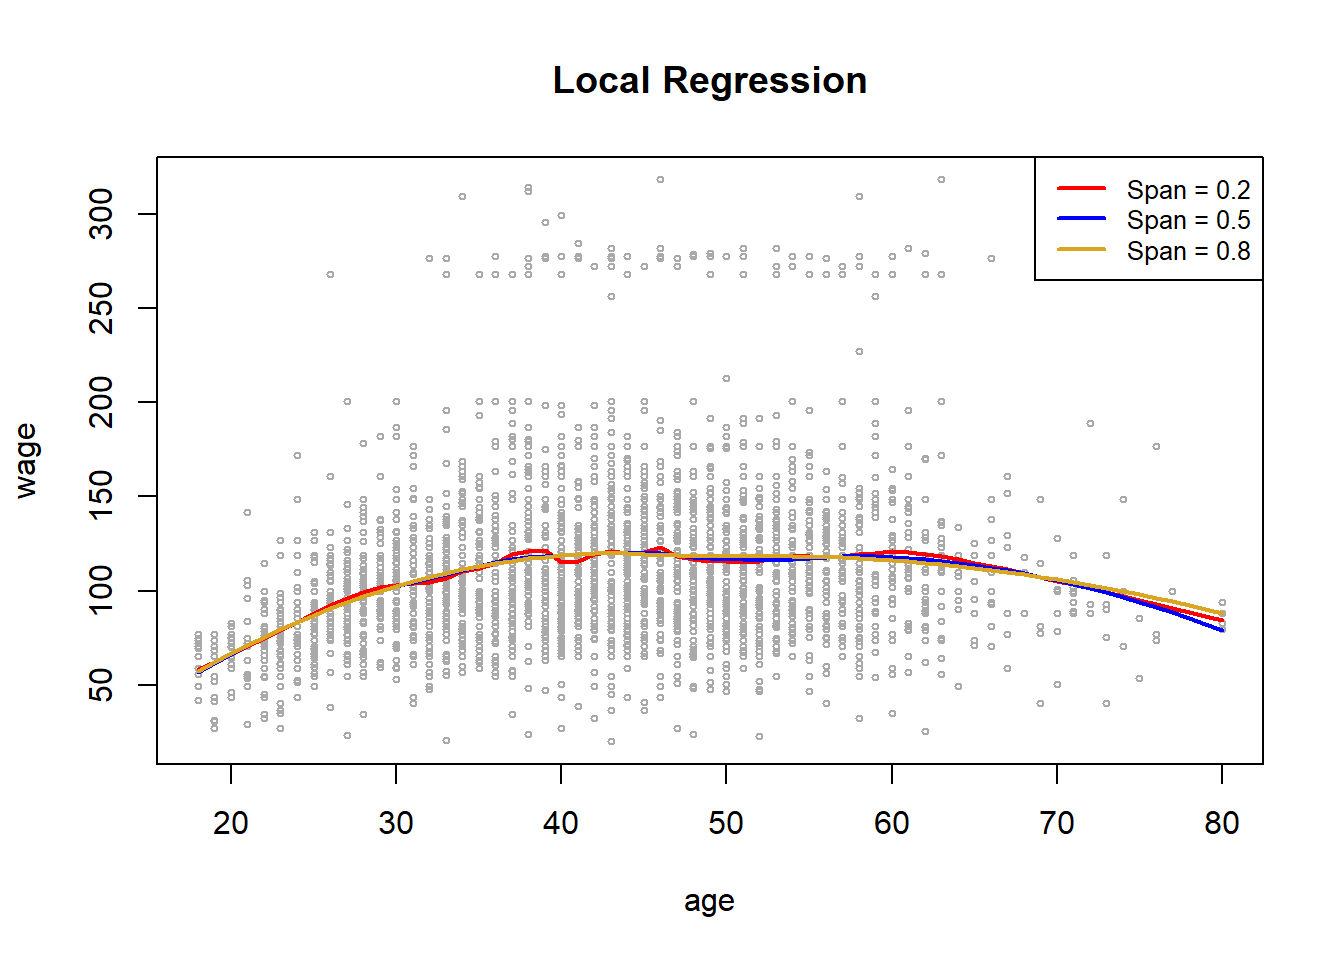 Local Regression
Span = 0.2
Span = 0.5
Span = 0.8
wage
300
250
200
150
100
50
20 30 40 50 60 70 80
age